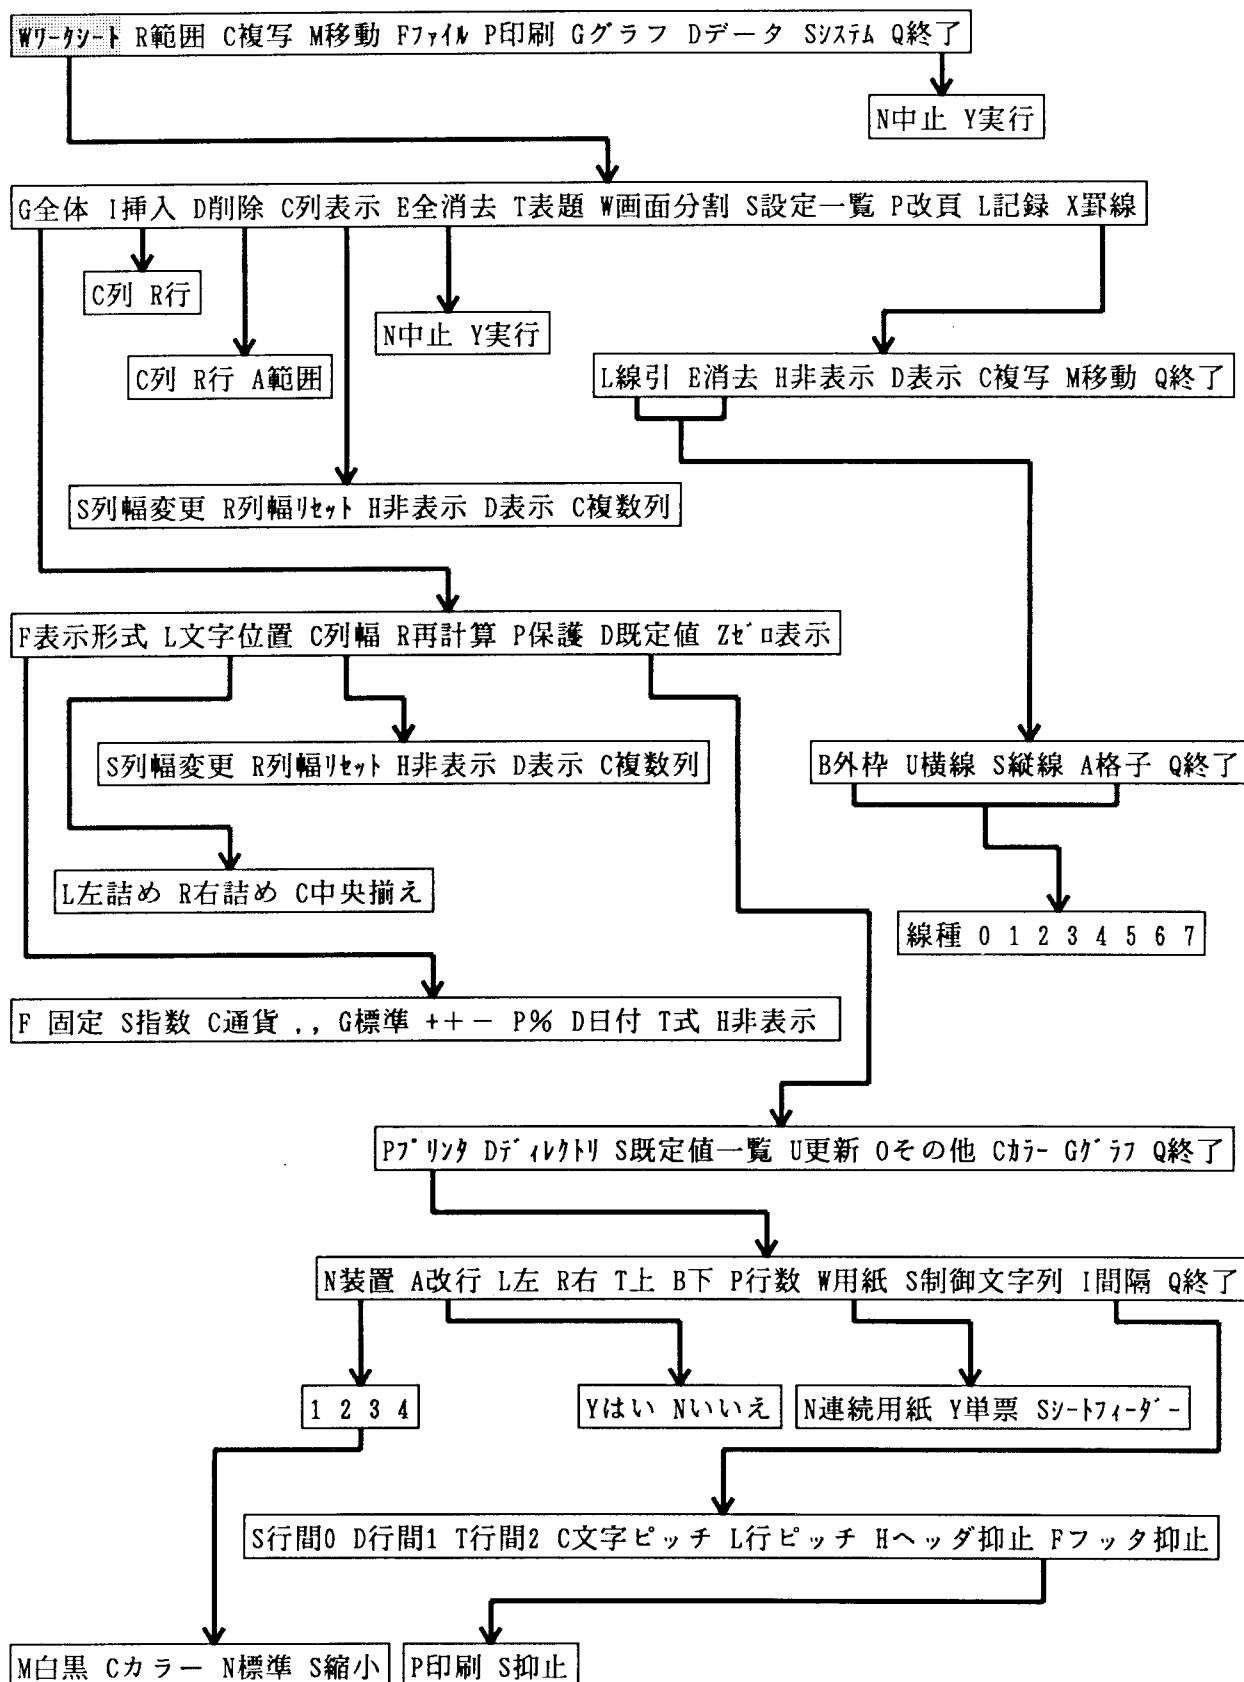 Wﾜｰｸｼｰﾄ R範囲 C複写 M移動 Fﾌｧｲﾙ P印刷 Gグラフ Dデータ Sｼｽﾃﾑ Q終了
N中止 Y実行
G全体 I挿入 D削除 C列表示 E全消去 T表題 W画面分割 S設定一覧 P改頁 L記録 X罫線
C列 R行
N中止 Y実行
C列 R行 A範囲
L線引 E消去 H非表示 D表示 C複写 M移動 Q終了
S列幅変更 R列幅ﾘｾｯﾄ H非表示 D表示 C複数列
F表示形式 L文字位置 C列幅 R再計算 P保護 D既定値 Zｾﾞﾛ表示
S列幅変更 R列幅ﾘｾｯﾄ H非表示 D表示 C複数列
B外枠 U横線 S縦線 A格子 Q終了
L左詰め R右詰め C中央揃え
線種 0 1 2 3 4 5 6 7
F 固定 S指数 C通貨 ,, G標準 ++− P% D日付 T式 H非表示
Pﾌﾟﾘﾝﾀ Dﾃﾞｨﾚｸﾄﾘ S既定値一覧 U更新 Oその他 Cｶﾗｰ Gｸﾞﾗﾌ Q終了
N装置 A改行 L左 R右 T上 B下 P行数 W用紙 S制御文字列 I間隔 Q終了
1 2 3 4
Yはい Nいいえ
N連続用紙 Y単票 Sｼｰﾄﾌｨｰﾀﾞｰ
S行間0 D行間1 T行間2 C文字ピッチ L行ピッチ Hヘッダ抑止 Fフッタ抑止
M白黒 Cカラー N標準 S縮小
P印刷 S抑止